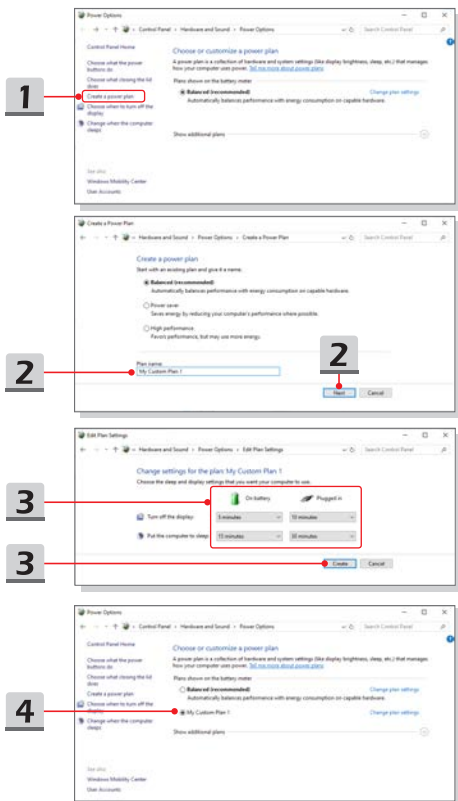 Power Options
Control Panel > Hardware and Sound > Power Options
Search Control Panel
Control Panel Home
Choose what the power
buttons do
Choose what closing the lid
does
Create a power plan
Choose when to turn off the
display
Change when the computer
sleeps
See also
Windows Mobility Center
User Accounts
Choose or customize a power plan
A power plan is a collection of hardware and system settings (like display brightness, sleep, etc.) that manages
how your computer uses power. Tell me more about power plans
Plans shown on the battery meter
Balanced (recommended)
Change plan settings
Automatically balances performance with energy consumption on capable hardware.
Show additional plans
1
Create a Power Plan
Hardware and Sound > Power Options > Create a Power Plan
Search Control Panel
Create a power plan
Start with an existing plan and give it a name.
Balanced (recommended)
Automatically balances performance with energy consumption on capable hardware.
Power saver
Saves energy by reducing your computer's performance where possible.
High performance
Favors performance, but may use more energy.
Plan name:
My Custom Plan 1
2
2
Next
Cancel
Edit Plan Settings
Hardware and Sound > Power Options > Edit Plan Settings
Search Control Panel
Change settings for the plan: My Custom Plan 1
Choose the sleep and display settings that you want your computer to use.
On battery
Plugged in
Turn off the display:
5 minutes
10 minutes
Put the computer to sleep:
15 minutes
30 minutes
3
3
Create
Cancel
Power Options
Control Panel > Hardware and Sound > Power Options
Search Control Panel
Control Panel Home
Choose what the power
buttons do
Choose what closing the lid
does
Create a power plan
Choose when to turn off the
display
Change when the computer
sleeps
See also
Windows Mobility Center
User Accounts
Choose or customize a power plan
A power plan is a collection of hardware and system settings (like display brightness, sleep, etc.) that manages
how your computer uses power. Tell me more about power plans
Plans shown on the battery meter
Balanced (recommended)
Change plan settings
Automatically balances performance with energy consumption on capable hardware.
My Custom Plan 1
Change plan settings
Show additional plans
4